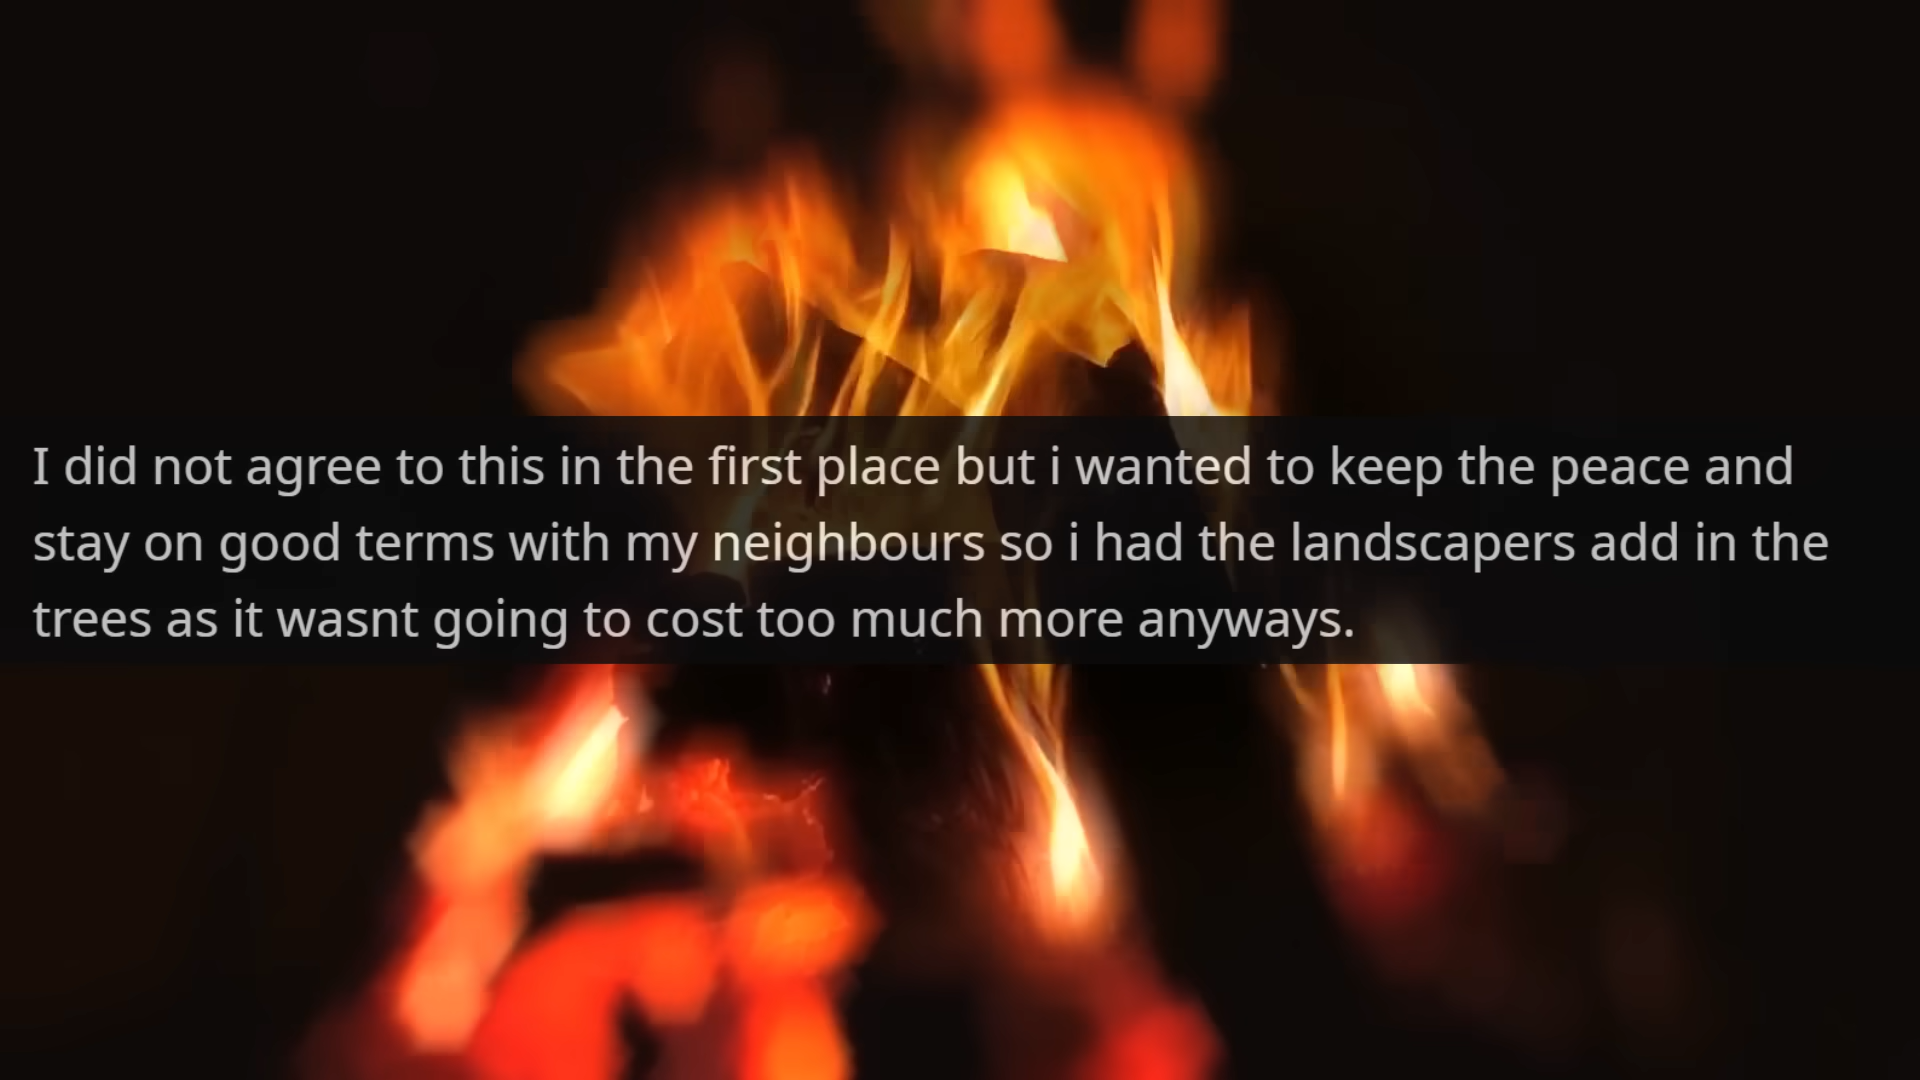 I did not agree to this in the first place but i wanted to keep the peace and
stay on good terms with my neighbours so i had the landscapers add in the
trees as it wasnt going to cost too much more anyways.